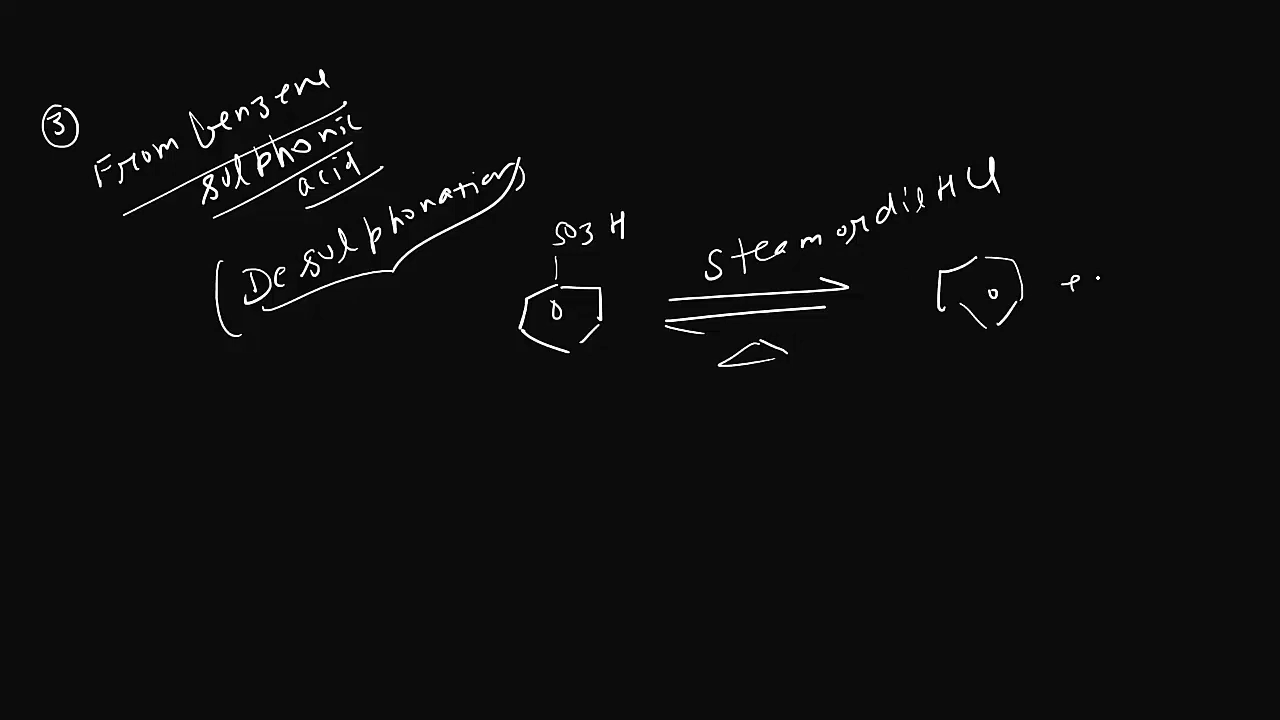 3
From benzene
sulphonic
acid
(Desulphonation)
SO3H
Steam or dil HCl
Δ
+